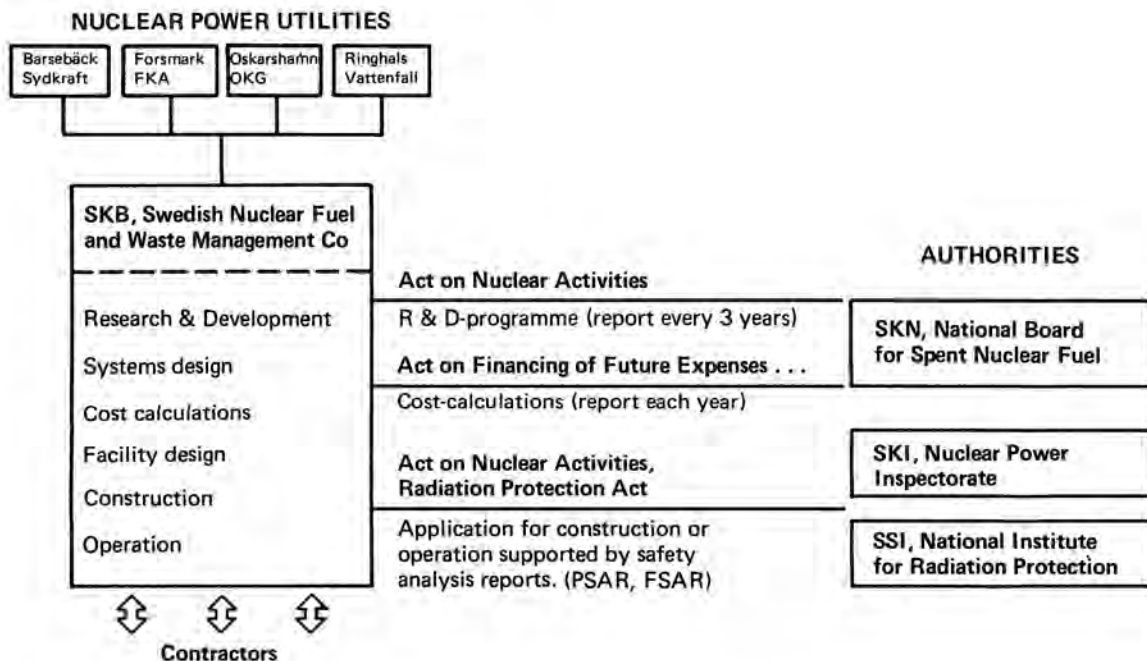 NUCLEAR POWER UTILITIES
Barsebäck
Sydkraft
Forsmark
FKA
Oskarshamn
OKG
Ringhals
Vattenfall
SKB, Swedish Nuclear Fuel
and Waste Management Co
Research & Development
Systems design
Cost calculations
Facility design
Construction
Operation
Contractors
Act on Nuclear Activities
R & D-programme (report every 3 years)
Act on Financing of Future Expenses . . .
Cost-calculations (report each year)
Act on Nuclear Activities,
Radiation Protection Act
Application for construction or
operation supported by safety
analysis reports. (PSAR, FSAR)
AUTHORITIES
SKN, National Board
for Spent Nuclear Fuel
SKI, Nuclear Power
Inspectorate
SSI, National Institute
for Radiation Protection